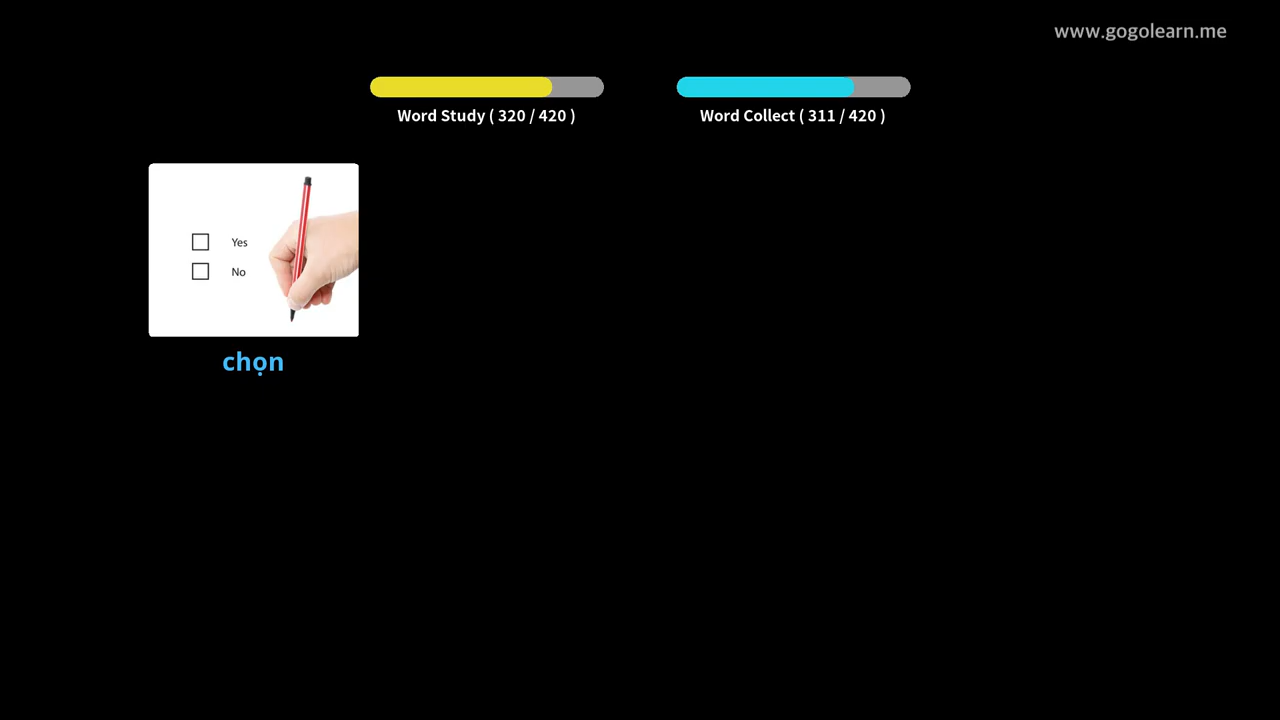 www.gogolearn.me
Word Study ( 320 / 420 )
Word Collect ( 311 / 420 )
Yes
No
chọn